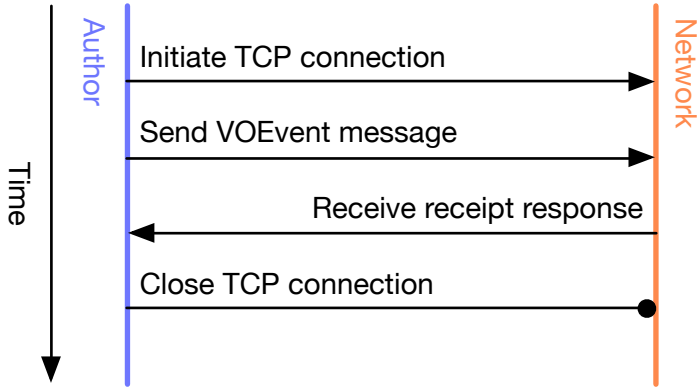 Author
Network
Initiate TCP connection
Send VOEvent message
Time
Receive receipt response
Close TCP connection